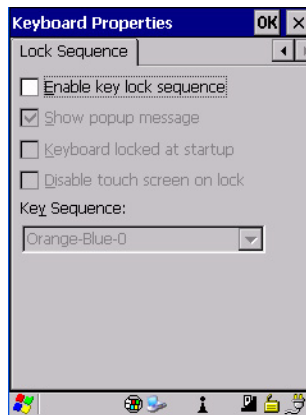 Keyboard Properties OK ×
Lock Sequence
Enable key lock sequence
Show popup message
Keyboard locked at startup
Disable touch screen on lock
Key Sequence:
Orange-Blue-0